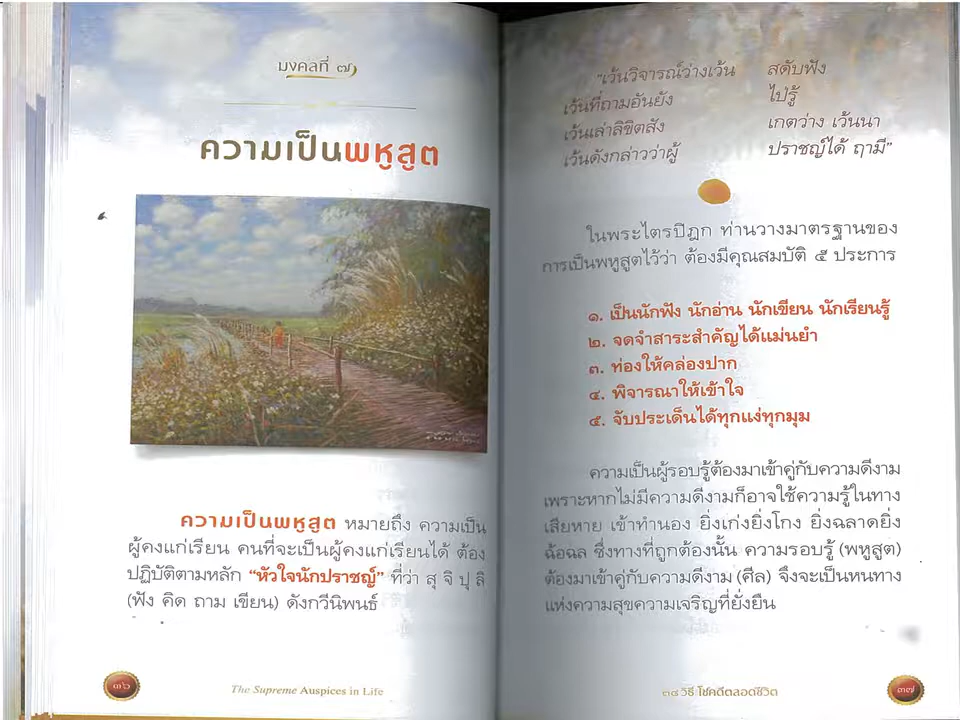 มงคลที่ ๗
ความเป็นพหูสูต
ความเป็นพหูสูต หมายถึง ความเป็น
ผู้คงแก่เรียน คนที่จะเป็นผู้คงแก่เรียนได้ ต้อง
ปฏิบัติตามหลัก “หัวใจนักปราชญ์” ที่ว่า สุ จิ ปุ ลิ
(ฟัง คิด ถาม เขียน) ดังกวีนิพนธ์
๓๖
The Supreme Auspices in Life
"เว้นวิจารณ์ว่างเว้น สดับฟัง
เว้นที่ถามอันยัง ไป่รู้
เว้นเล่าลิขิตสัง เกตว่าง เว้นนา
เว้นดังกล่าวว่าผู้ ปราชญ์ได้ ฤามี"
ในพระไตรปิฎก ท่านวางมาตรฐานของ
การเป็นพหูสูตไว้ว่า ต้องมีคุณสมบัติ ๕ ประการ
๑. เป็นนักฟัง นักอ่าน นักเขียน นักเรียนรู้
๒. จดจำสาระสำคัญได้แม่นยำ
๓. ท่องให้คล่องปาก
๔. พิจารณาให้เข้าใจ
๕. จับประเด็นได้ทุกแง่ทุกมุม
ความเป็นผู้รอบรู้ต้องมาเข้าคู่กับความดีงาม
เพราะหากไม่มีความดีงามก็อาจใช้ความรู้ในทาง
เสียหาย เข้าทำนอง ยิ่งเก่งยิ่งโกง ยิ่งฉลาดยิ่ง
ฉ้อฉล ซึ่งทางที่ถูกต้องนั้น ความรอบรู้ (พหูสูต)
ต้องมาเข้าคู่กับความดีงาม (ศีล) จึงจะเป็นหนทาง
แห่งความสุขความเจริญที่ยั่งยืน
๓๘ วิธี โชคดีตลอดชีวิต
๓๗